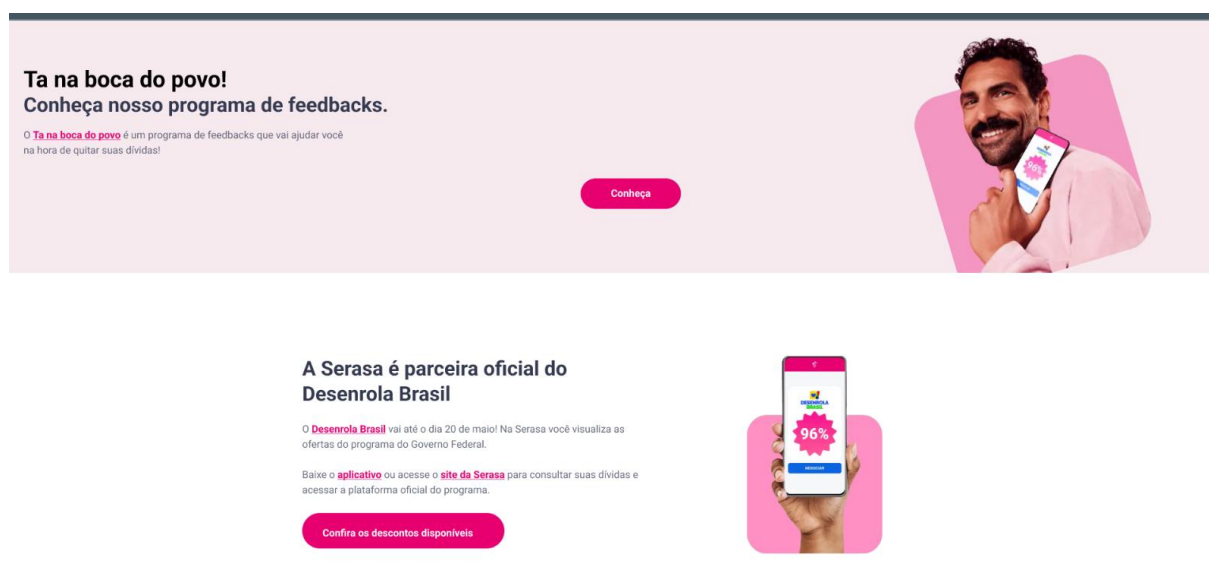 Ta na boca do povo!
Conheça nosso programa de feedbacks.
O Ta na boca do povo é um programa de feedbacks que vai ajudar você
na hora de quitar suas dívidas!
96%
Conheça
A Serasa é parceira oficial do
Desenrola Brasil
O Desenrola Brasil vai até o dia 20 de maio! Na Serasa você visualiza as
ofertas do programa do Governo Federal.
Baixe o aplicativo ou acesse o site da Serasa para consultar suas dívidas e
acessar a plataforma oficial do programa.
Confira os descontos disponíveis
DESENROLA
BRASIL
96%